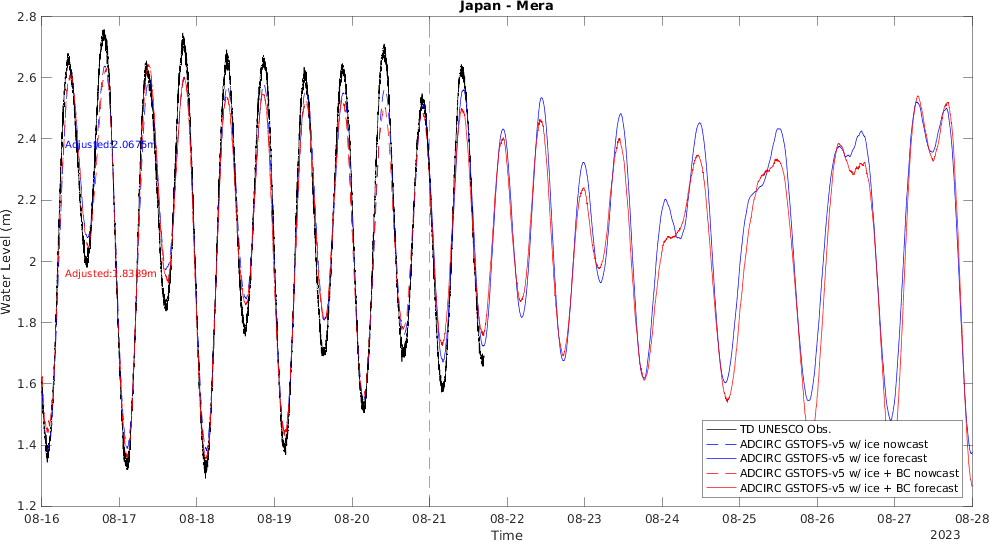 Japan - Mera
2.8
2.6
2.4
2.2
2
1.8
1.6
1.4
1.2
Water Level (m)
Adjusted:2.0675m
Adjusted:1.8389m
TD UNESCO Obs.
ADCIRC GSTOFS-v5 w/ ice nowcast
ADCIRC GSTOFS-v5 w/ ice forecast
ADCIRC GSTOFS-v5 w/ ice + BC nowcast
ADCIRC GSTOFS-v5 w/ ice + BC forecast
08-16 08-17 08-18 08-19 08-20 08-21 08-22 08-23 08-24 08-25 08-26 08-27 08-28
Time
2023